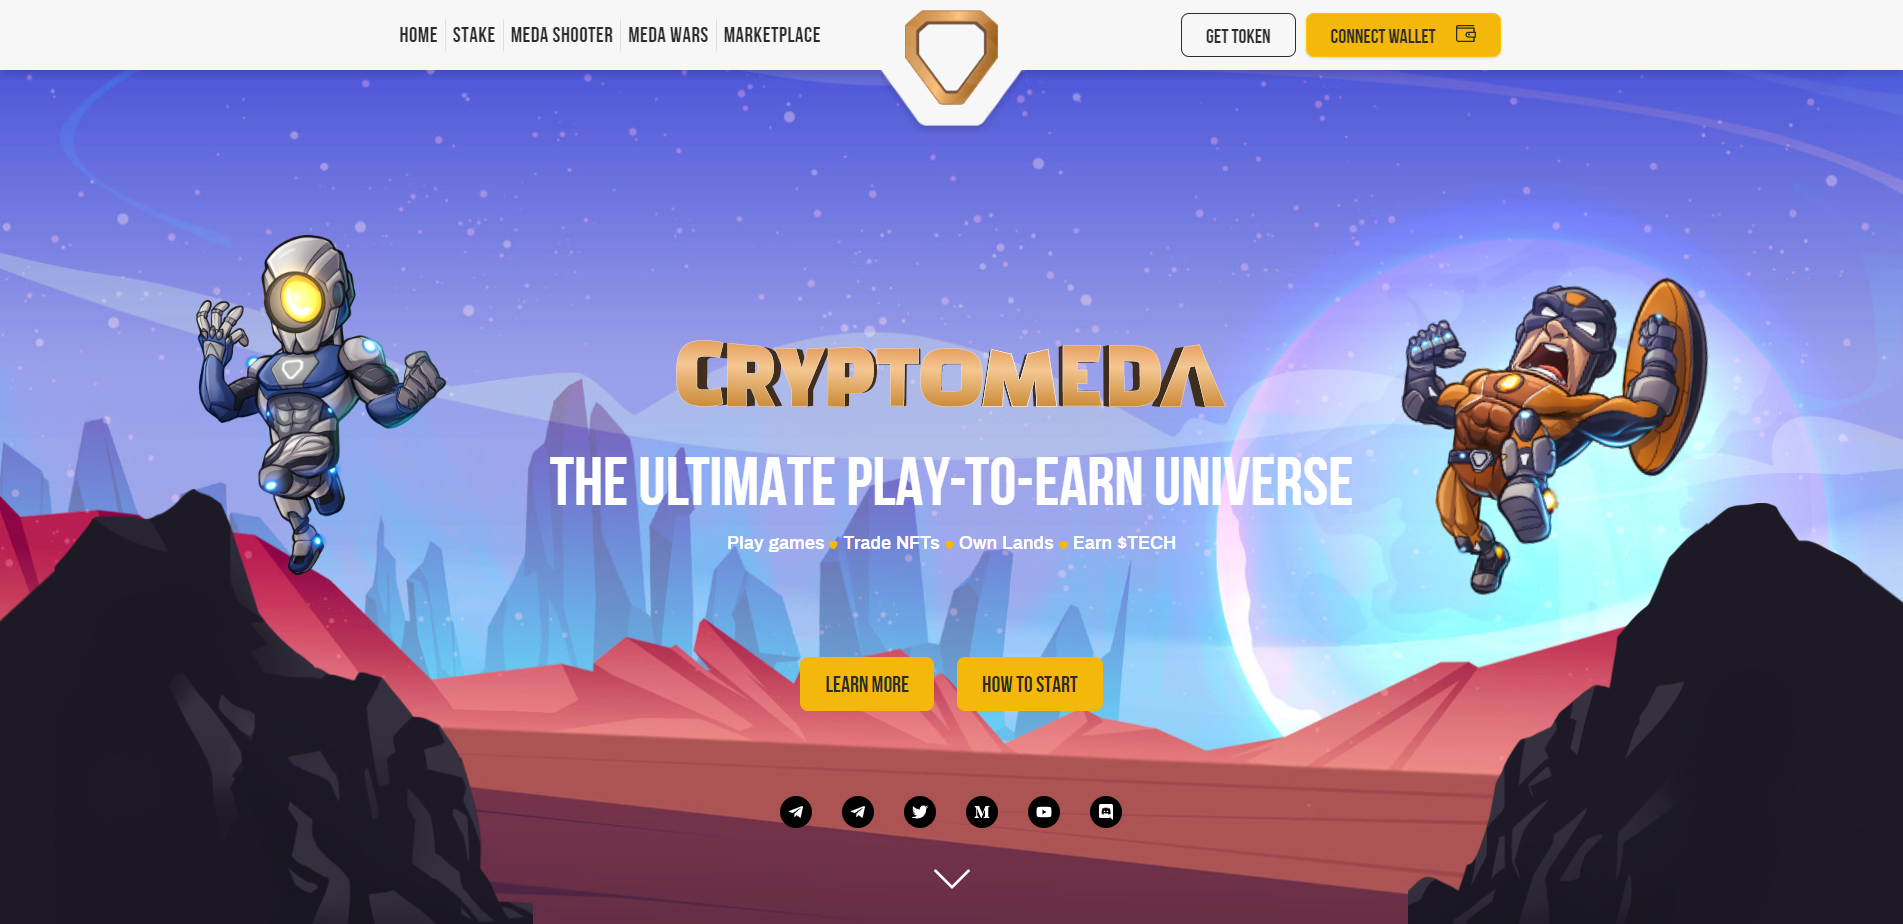 HOME STAKE MEDA SHOOTER MEDA WARS MARKETPLACE GET TOKEN CONNECT WALLET
CRYPTOMEDA
THE ULTIMATE PLAY-TO-EARN UNIVERSE
Play games Trade NFTs Own Lands Earn $TECH
LEARN MORE HOW TO START